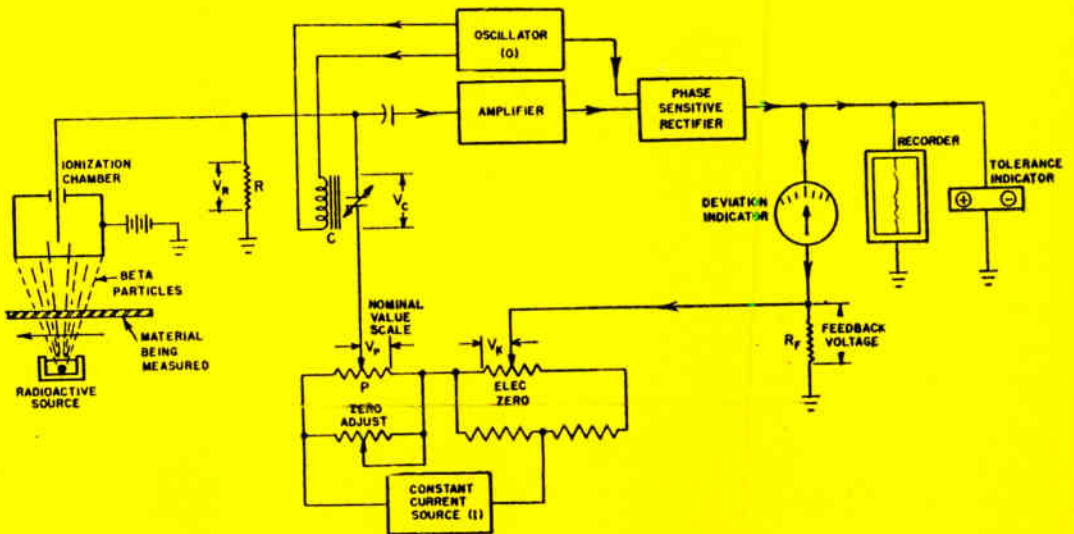 OSCILLATOR
(O)
AMPLIFIER
PHASE
SENSITIVE
RECTIFIER
RECORDER
TOLERANCE
INDICATOR
IONIZATION
CHAMBER
V_R
R
V_C
C
DEVIATION
INDICATOR
BETA
PARTICLES
MATERIAL
BEING
MEASURED
RADIOACTIVE
SOURCE
NOMINAL
VALUE
SCALE
V_P
V_K
P
ELEC
ZERO
ZERO
ADJUST
R_F
FEEDBACK
VOLTAGE
CONSTANT
CURRENT
SOURCE (I)